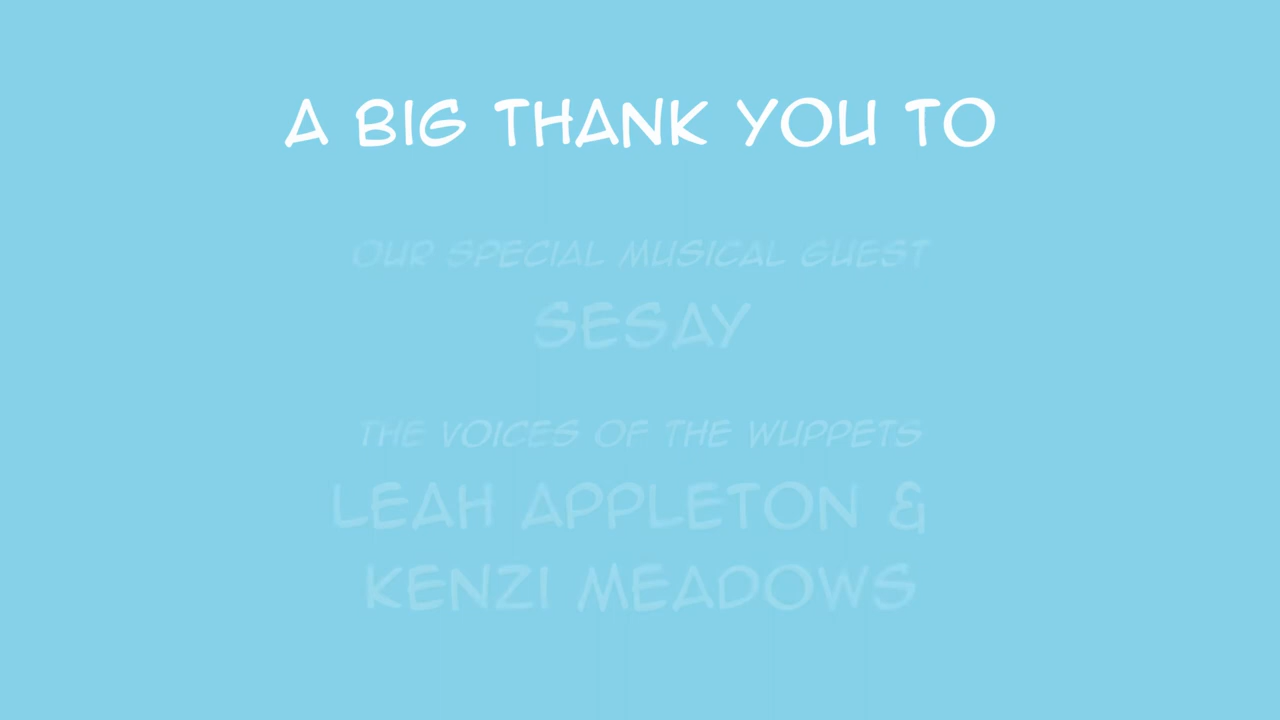 A BIG THANK YOU TO
OUR SPECIAL MUSICAL GUEST
SESAY
THE VOICES OF THE WUPPETS
LEAH APPLETON &
KENZI MEADOWS